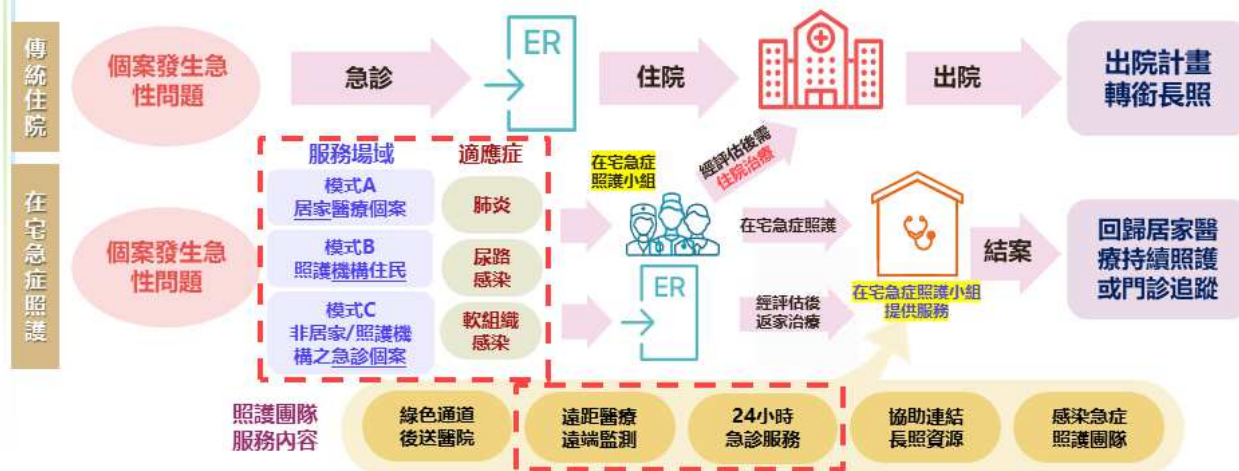 傳統住院
個案發生急
性問題
急診
ER
住院
出院
出院計畫
轉銜長照
在宅急症照護
個案發生急
性問題
服務場域
適應症
模式A
居家醫療個案
模式B
照護機構住民
模式C
非居家/照護機
構之急診個案
肺炎
尿路
感染
軟組織
感染
在宅急症
照護小組
經評估後需
住院治療
在宅急症照護
ER
經評估後
返家治療
在宅急症照護小組
提供服務
結案
回歸居家醫
療持續照護
或門診追蹤
照護團隊
服務內容
綠色通道
後送醫院
遠距醫療
遠端監測
24小時
急診服務
協助連結
長照資源
感染急症
照護團隊